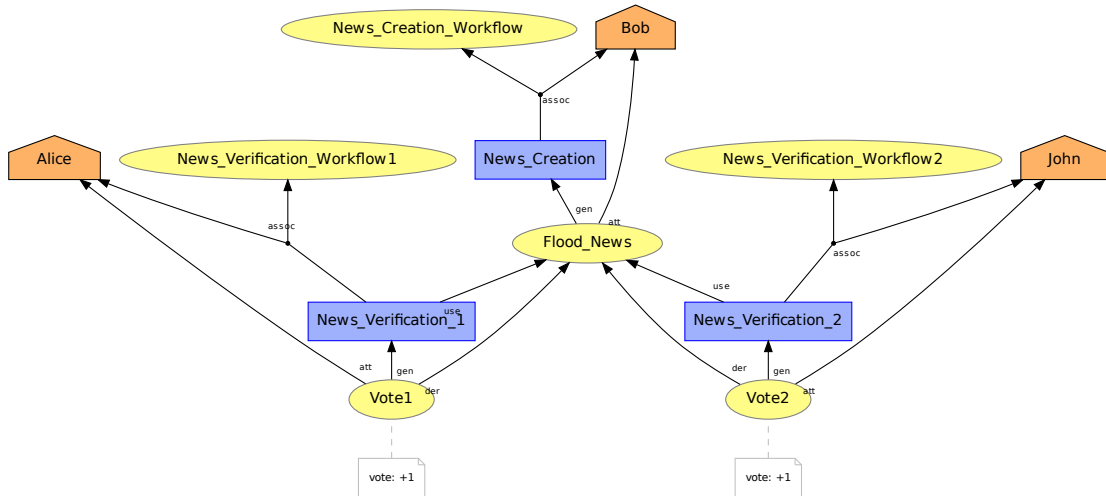 News_Creation_Workflow
Bob
assoc
Alice
News_Verification_Workflow1
News_Creation
News_Verification_Workflow2
John
gen
att
assoc
Flood_News
assoc
use
use
News_Verification_1
News_Verification_2
att
gen
der
der
gen
att
Vote1
Vote2
vote: +1
vote: +1